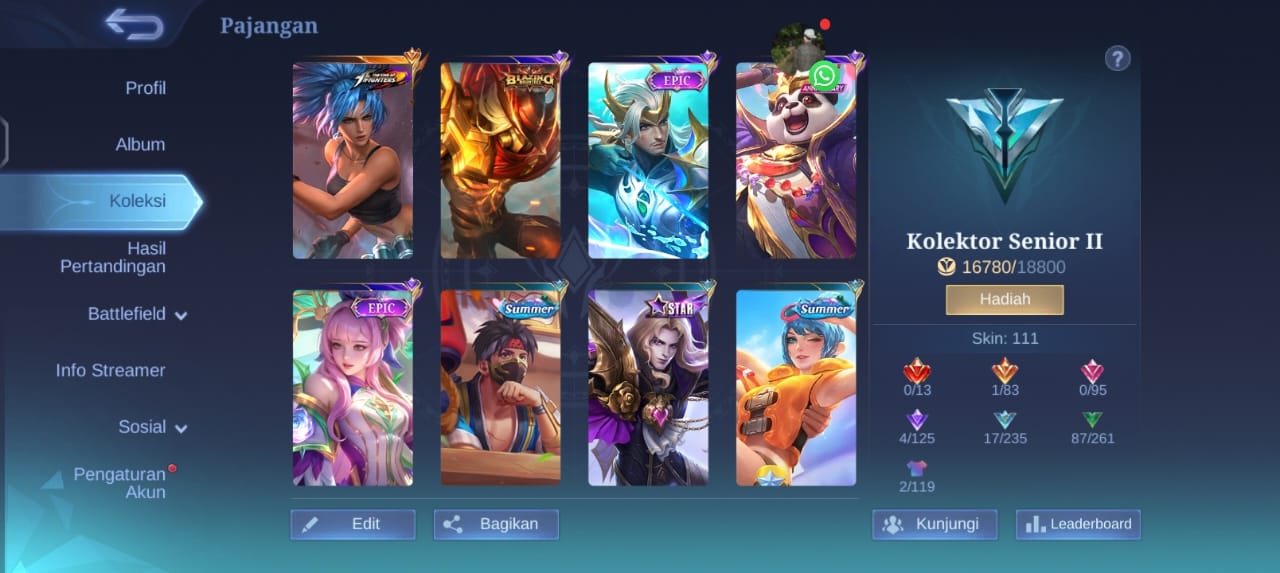 Pajangan
Profil
Album
Koleksi
Hasil
Pertandingan
Battlefield
Info Streamer
Sosial
Pengaturan
Akun
THE KING OF
FIGHTERS
BLAZING
EPIC
EPIC
Summer
STAR
Summer
Edit
Bagikan
?
Kolektor Senior II
16780/18800
Hadiah
Skin: 111
0/13
1/83
0/95
4/125
17/235
87/261
2/119
Kunjungi
Leaderboard